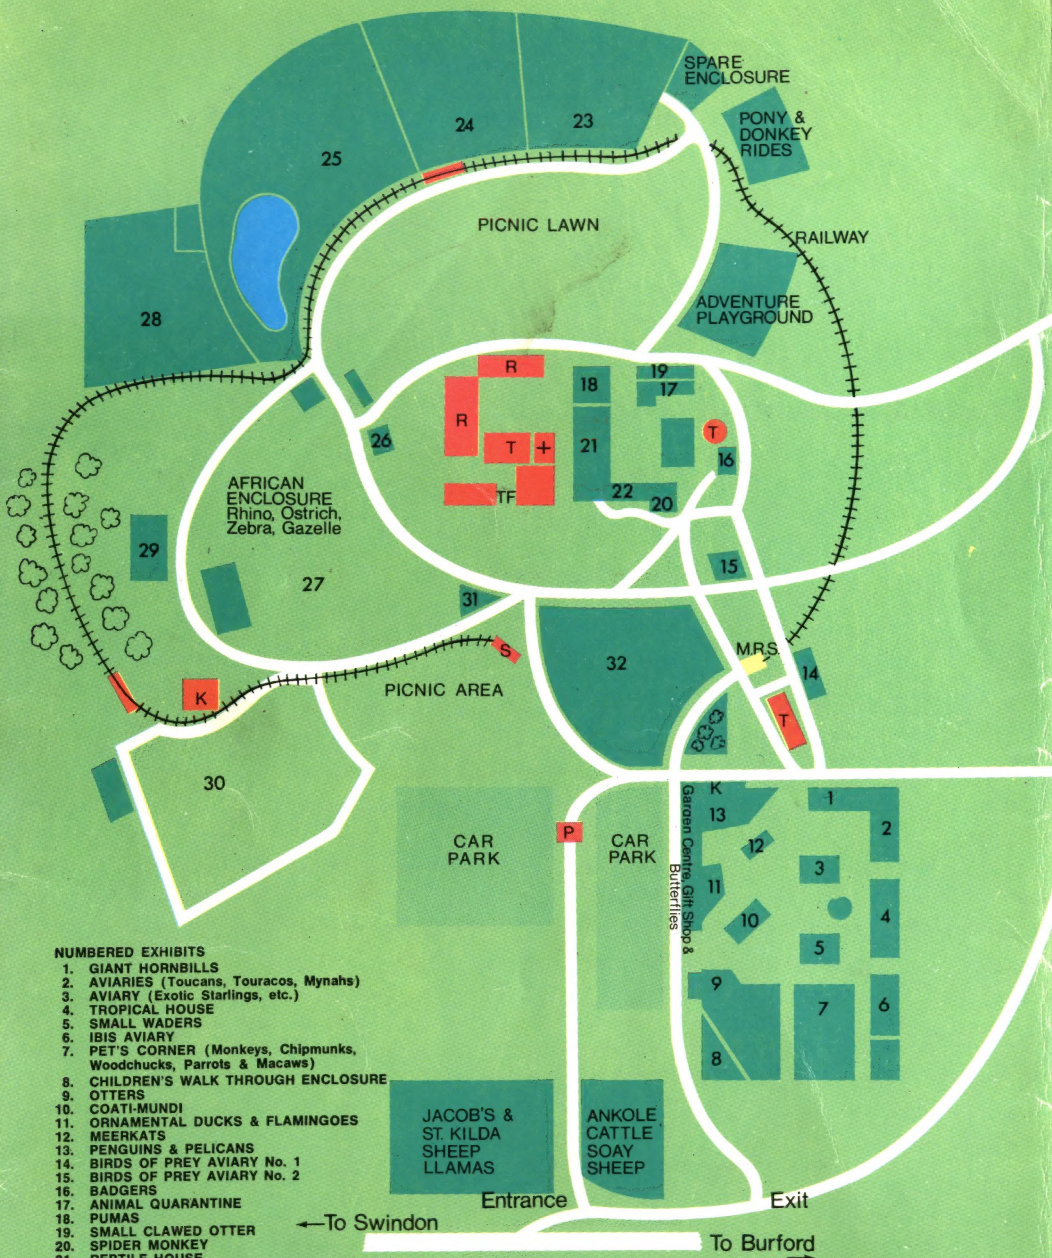 SPARE
ENCLOSURE
PONY &
DONKEY
RIDES
24
23
25
PICNIC LAWN
RAILWAY
28
ADVENTURE
PLAYGROUND
R
19
18
17
R
26
T
+
21
T
16
AFRICAN
ENCLOSURE
Rhino, Ostrich,
Zebra, Gazelle
TF
22
20
29
15
27
31
S
32
M.R.S.
14
PICNIC AREA
K
T
30
K
13
1
2
P
CAR
PARK
CAR
PARK
Garden Centre, Gift Shop &
Butterflies
12
3
11
10
4
5
9
7
6
8
NUMBERED EXHIBITS
1. GIANT HORNBILLS
2. AVIARIES (Toucans, Touracos, Mynahs)
3. AVIARY (Exotic Starlings, etc.)
4. TROPICAL HOUSE
5. SMALL WADERS
6. IBIS AVIARY
7. PET'S CORNER (Monkeys, Chipmunks,
Woodchucks, Parrots & Macaws)
8. CHILDREN'S WALK THROUGH ENCLOSURE
9. OTTERS
10. COATI-MUNDI
11. ORNAMENTAL DUCKS & FLAMINGOES
12. MEERKATS
13. PENGUINS & PELICANS
14. BIRDS OF PREY AVIARY No. 1
15. BIRDS OF PREY AVIARY No. 2
16. BADGERS
17. ANIMAL QUARANTINE
18. PUMAS
19. SMALL CLAWED OTTER
20. SPIDER MONKEY
21. REPTILE HOUSE
JACOB'S &
ST. KILDA
SHEEP
LLAMAS
ANKOLE
CATTLE
SOAY
SHEEP
Entrance
Exit
←To Swindon
To Burford